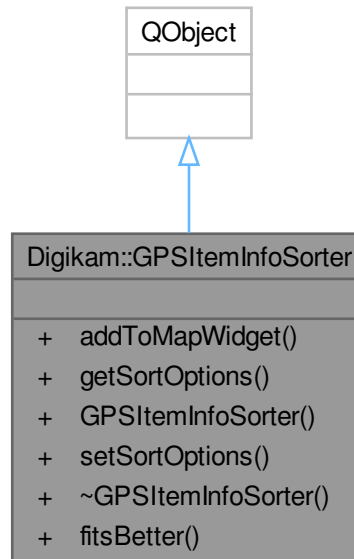 QObject
Digikam::GPSItemInfoSorter
+ addToMapWidget()
+ getSortOptions()
+ GPSItemInfoSorter()
+ setSortOptions()
+ ~GPSItemInfoSorter()
+ fitsBetter()